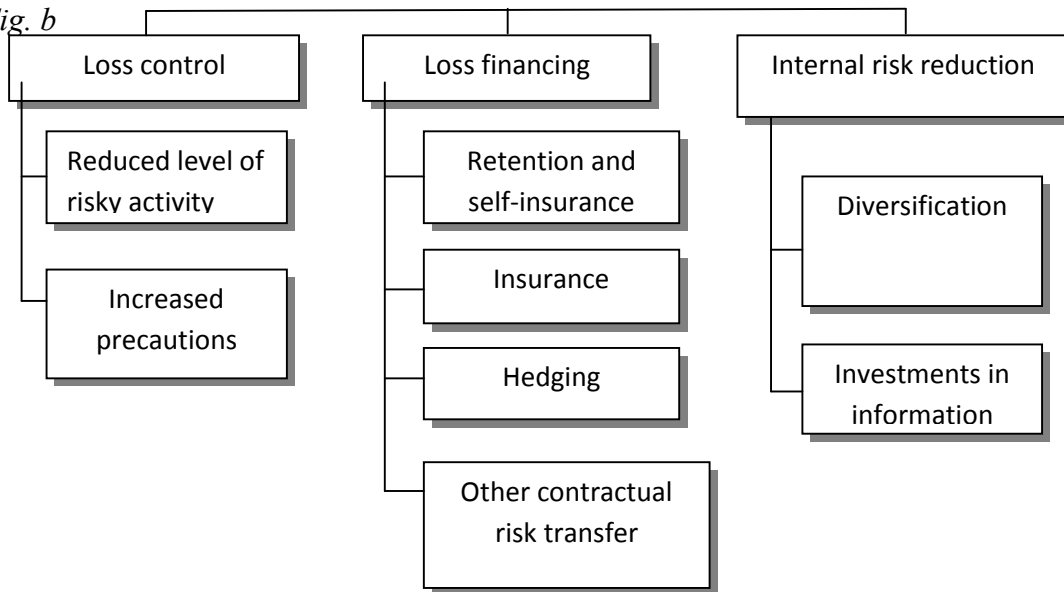 ig. b
Loss control
Reduced level of
risky activity
Increased
precautions
Loss financing
Retention and
self-insurance
Insurance
Hedging
Other contractual
risk transfer
Internal risk reduction
Diversification
Investments in
information